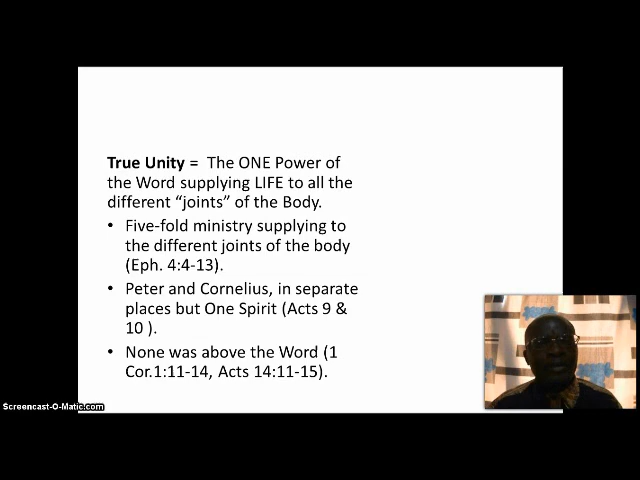 True Unity = The ONE Power of
the Word supplying LIFE to all the
different “joints” of the Body.
• Five-fold ministry supplying to
the different joints of the body
(Eph. 4:4-13).
• Peter and Cornelius, in separate
places but One Spirit (Acts 9 &
10 ).
• None was above the Word (1
Cor.1:11-14, Acts 14:11-15).
Screencast-O-Matic.com